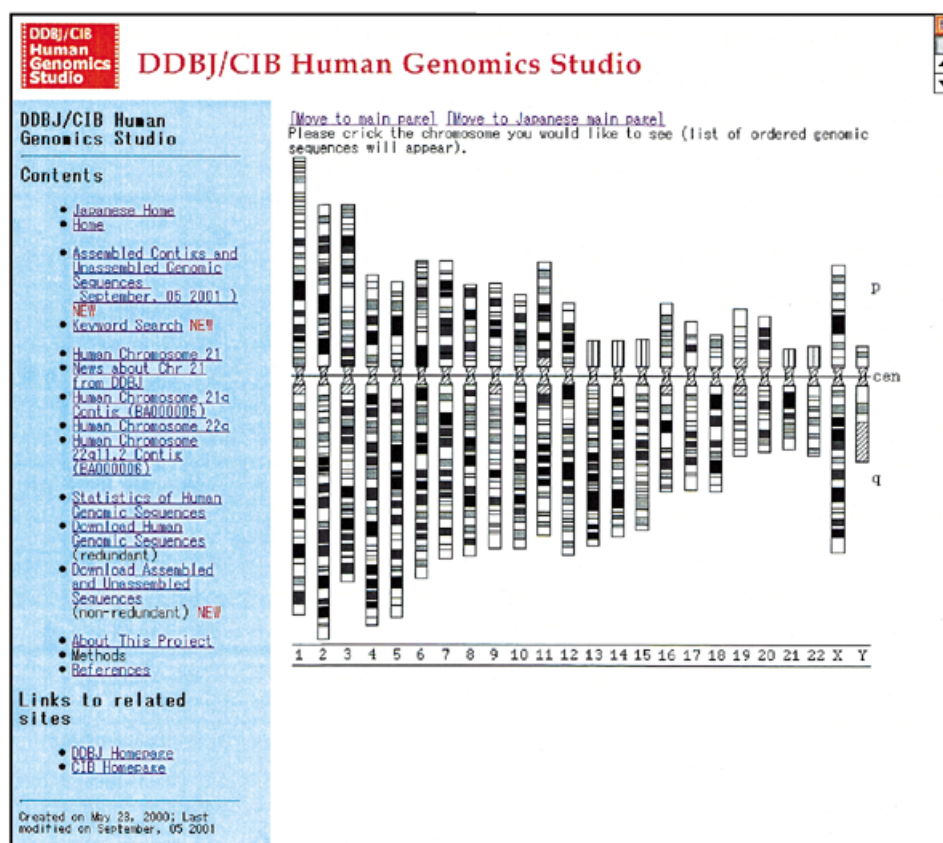 DDBJ/CIB
Human
Genomics
Studio
DDBJ/CIB Human Genomics Studio
DDBJ/CIB Human
Genomics Studio
Contents
Japanese Home
Home
Assembled Contigs and
Unassembled Genomic
Sequences
September, 05 2001 )
NEW
Keyword Search NEW
Human Chromosome 21
News about Chr 21
from DDBJ
Human Chromosome 21q
Contig (BA000005)
Human Chromosome 22q
Human Chromosome
22q11.2 Contig
(BA000006)
Statistics of Human
Genomic Sequences
Download Human
Genomic Sequences
(redundant)
Download Assembled
and Unassembled
Sequences
(non-redundant) NEW
About This Project
Methods
References
Links to related
sites
DDBJ Homepage
CIB Homepage
Created on May 23, 2000; Last
modified on September, 05 2001
[Move to main page] [Move to Japanese main page]
Please crick the chromosome you would like to see (list of ordered genomic
sequences will appear).
p
cen
q
1 2 3 4 5 6 7 8 9 10 11 12 13 14 15 16 17 18 19 20 21 22 X Y